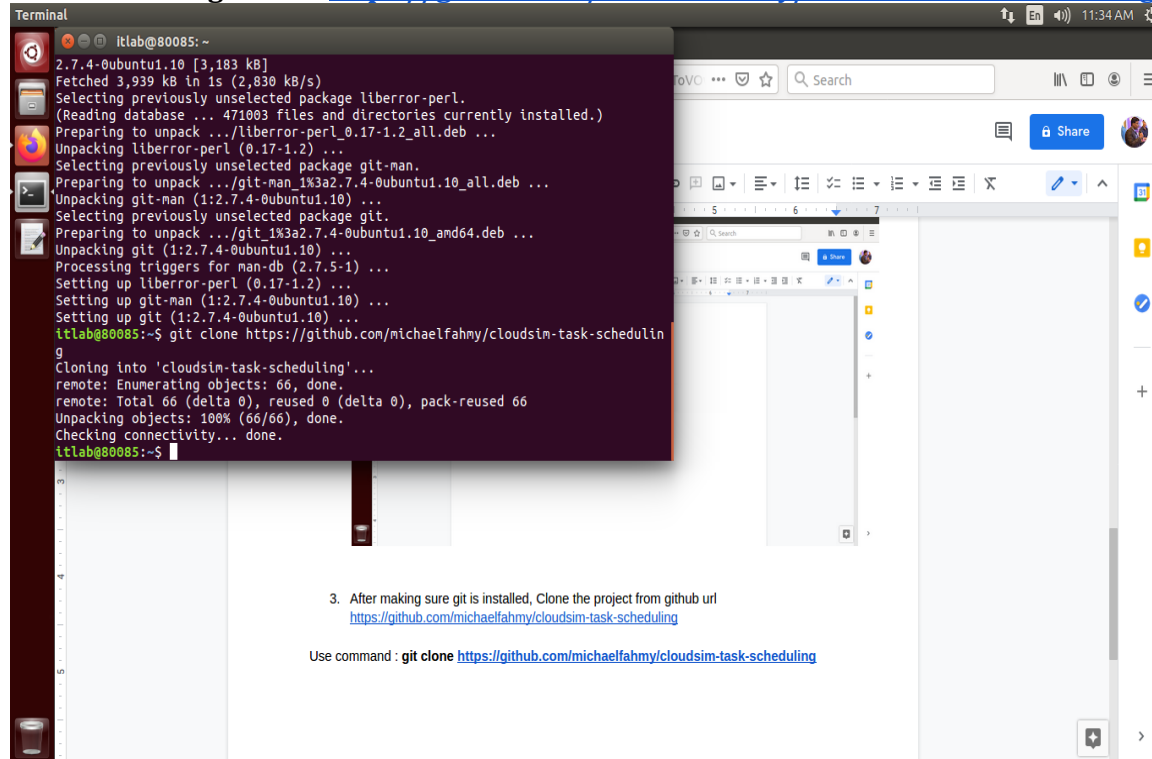 Terminal
En
11:34 AM
itlab@80085: ~
2.7.4-0ubuntu1.10 [3,183 kB]
Fetched 3,939 kB in 1s (2,830 kB/s)
Selecting previously unselected package liberror-perl.
(Reading database ... 471003 files and directories currently installed.)
Preparing to unpack .../liberror-perl_0.17-1.2_all.deb ...
Unpacking liberror-perl (0.17-1.2) ...
Selecting previously unselected package git-man.
Preparing to unpack .../git-man_1%3a2.7.4-0ubuntu1.10_all.deb ...
Unpacking git-man (1:2.7.4-0ubuntu1.10) ...
Selecting previously unselected package git.
Preparing to unpack .../git_1%3a2.7.4-0ubuntu1.10_amd64.deb ...
Unpacking git (1:2.7.4-0ubuntu1.10) ...
Processing triggers for man-db (2.7.5-1) ...
Setting up liberror-perl (0.17-1.2) ...
Setting up git-man (1:2.7.4-0ubuntu1.10) ...
Setting up git (1:2.7.4-0ubuntu1.10) ...
itlab@80085:~$ git clone https://github.com/michaelfahmy/cloudsim-task-schedulin
g
Cloning into 'cloudsim-task-scheduling'...
remote: Enumerating objects: 66, done.
remote: Total 66 (delta 0), reused 0 (delta 0), pack-reused 66
Unpacking objects: 100% (66/66), done.
Checking connectivity... done.
itlab@80085:~$
ToVO
Search
Share
31
5 6 7
Search
Share
3
4
5
3. After making sure git is installed, Clone the project from github url
https://github.com/michaelfahmy/cloudsim-task-scheduling
Use command : git clone https://github.com/michaelfahmy/cloudsim-task-scheduling